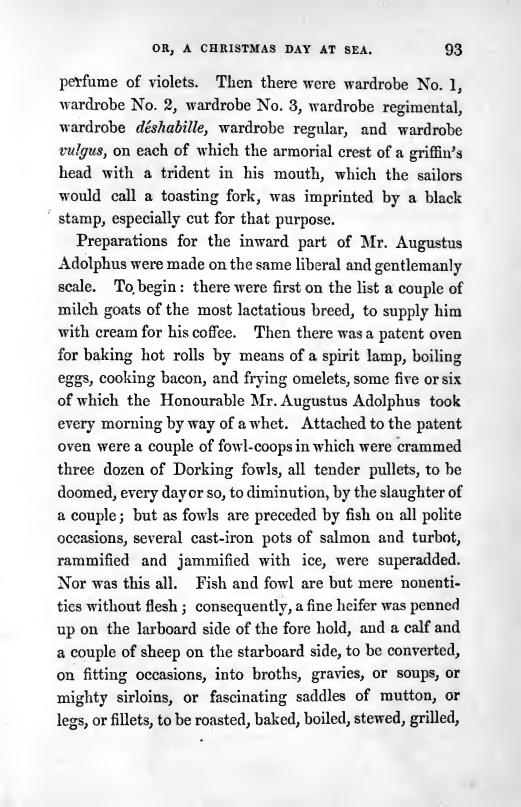 OR, A CHRISTMAS DAY AT SEA. 93
perfume of violets. Then there were wardrobe No. 1,
wardrobe No. 2, wardrobe No. 3, wardrobe regimental,
wardrobe déshabille, wardrobe regular, and wardrobe
vulgus, on each of which the armorial crest of a griffin's
head with a trident in his mouth, which the sailors
would call a toasting fork, was imprinted by a black
stamp, especially cut for that purpose.
Preparations for the inward part of Mr. Augustus
Adolphus were made on the same liberal and gentlemanly
scale. To begin: there were first on the list a couple of
milch goats of the most lactatious breed, to supply him
with cream for his coffee. Then there was a patent oven
for baking hot rolls by means of a spirit lamp, boiling
eggs, cooking bacon, and frying omelets, some five or six
of which the Honourable Mr. Augustus Adolphus took
every morning by way of a whet. Attached to the patent
oven were a couple of fowl-coops in which were crammed
three dozen of Dorking fowls, all tender pullets, to be
doomed, every day or so, to diminution, by the slaughter of
a couple; but as fowls are preceded by fish on all polite
occasions, several cast-iron pots of salmon and turbot,
rammified and jammified with ice, were superadded.
Nor was this all. Fish and fowl are but mere nonenti-
ties without flesh; consequently, a fine heifer was penned
up on the larboard side of the fore hold, and a calf and
a couple of sheep on the starboard side, to be converted,
on fitting occasions, into broths, gravies, or soups, or
mighty sirloins, or fascinating saddles of mutton, or
legs, or fillets, to be roasted, baked, boiled, stewed, grilled,